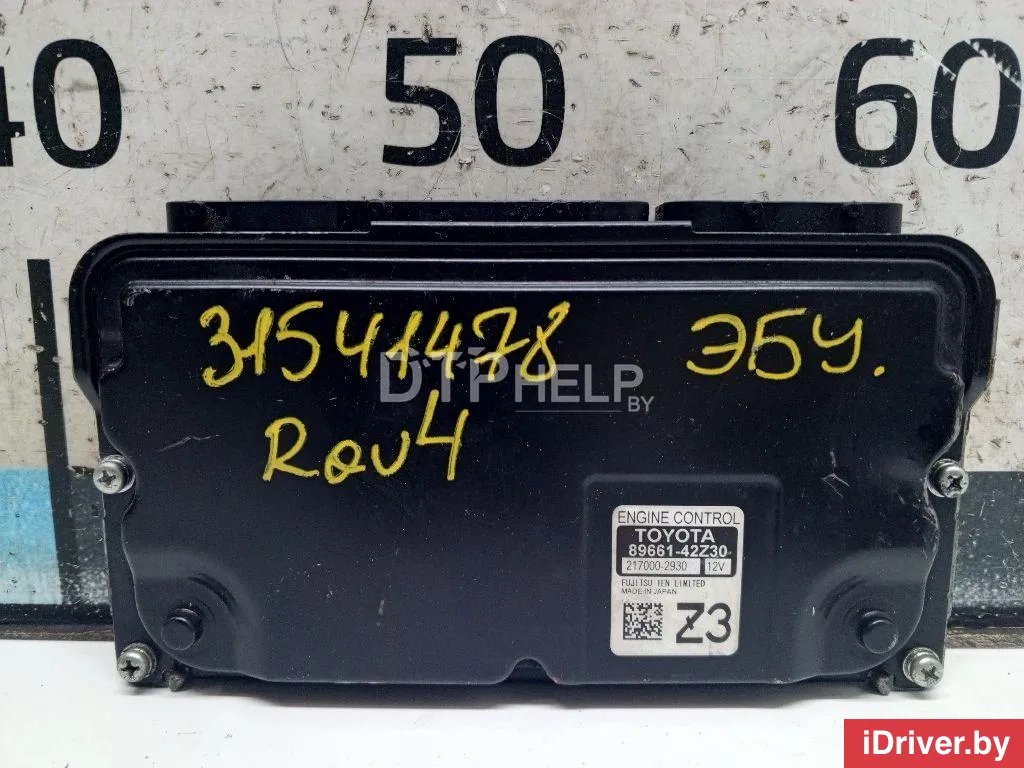 40 50 60
31541478 ЭБУ.
DTPHELP
BY
Rav4
ENGINE CONTROL
TOYOTA
89661-42Z30
217000-2930 12V
FUJITSU TEN LIMITED
MADE IN JAPAN
Z3
iDriver.by